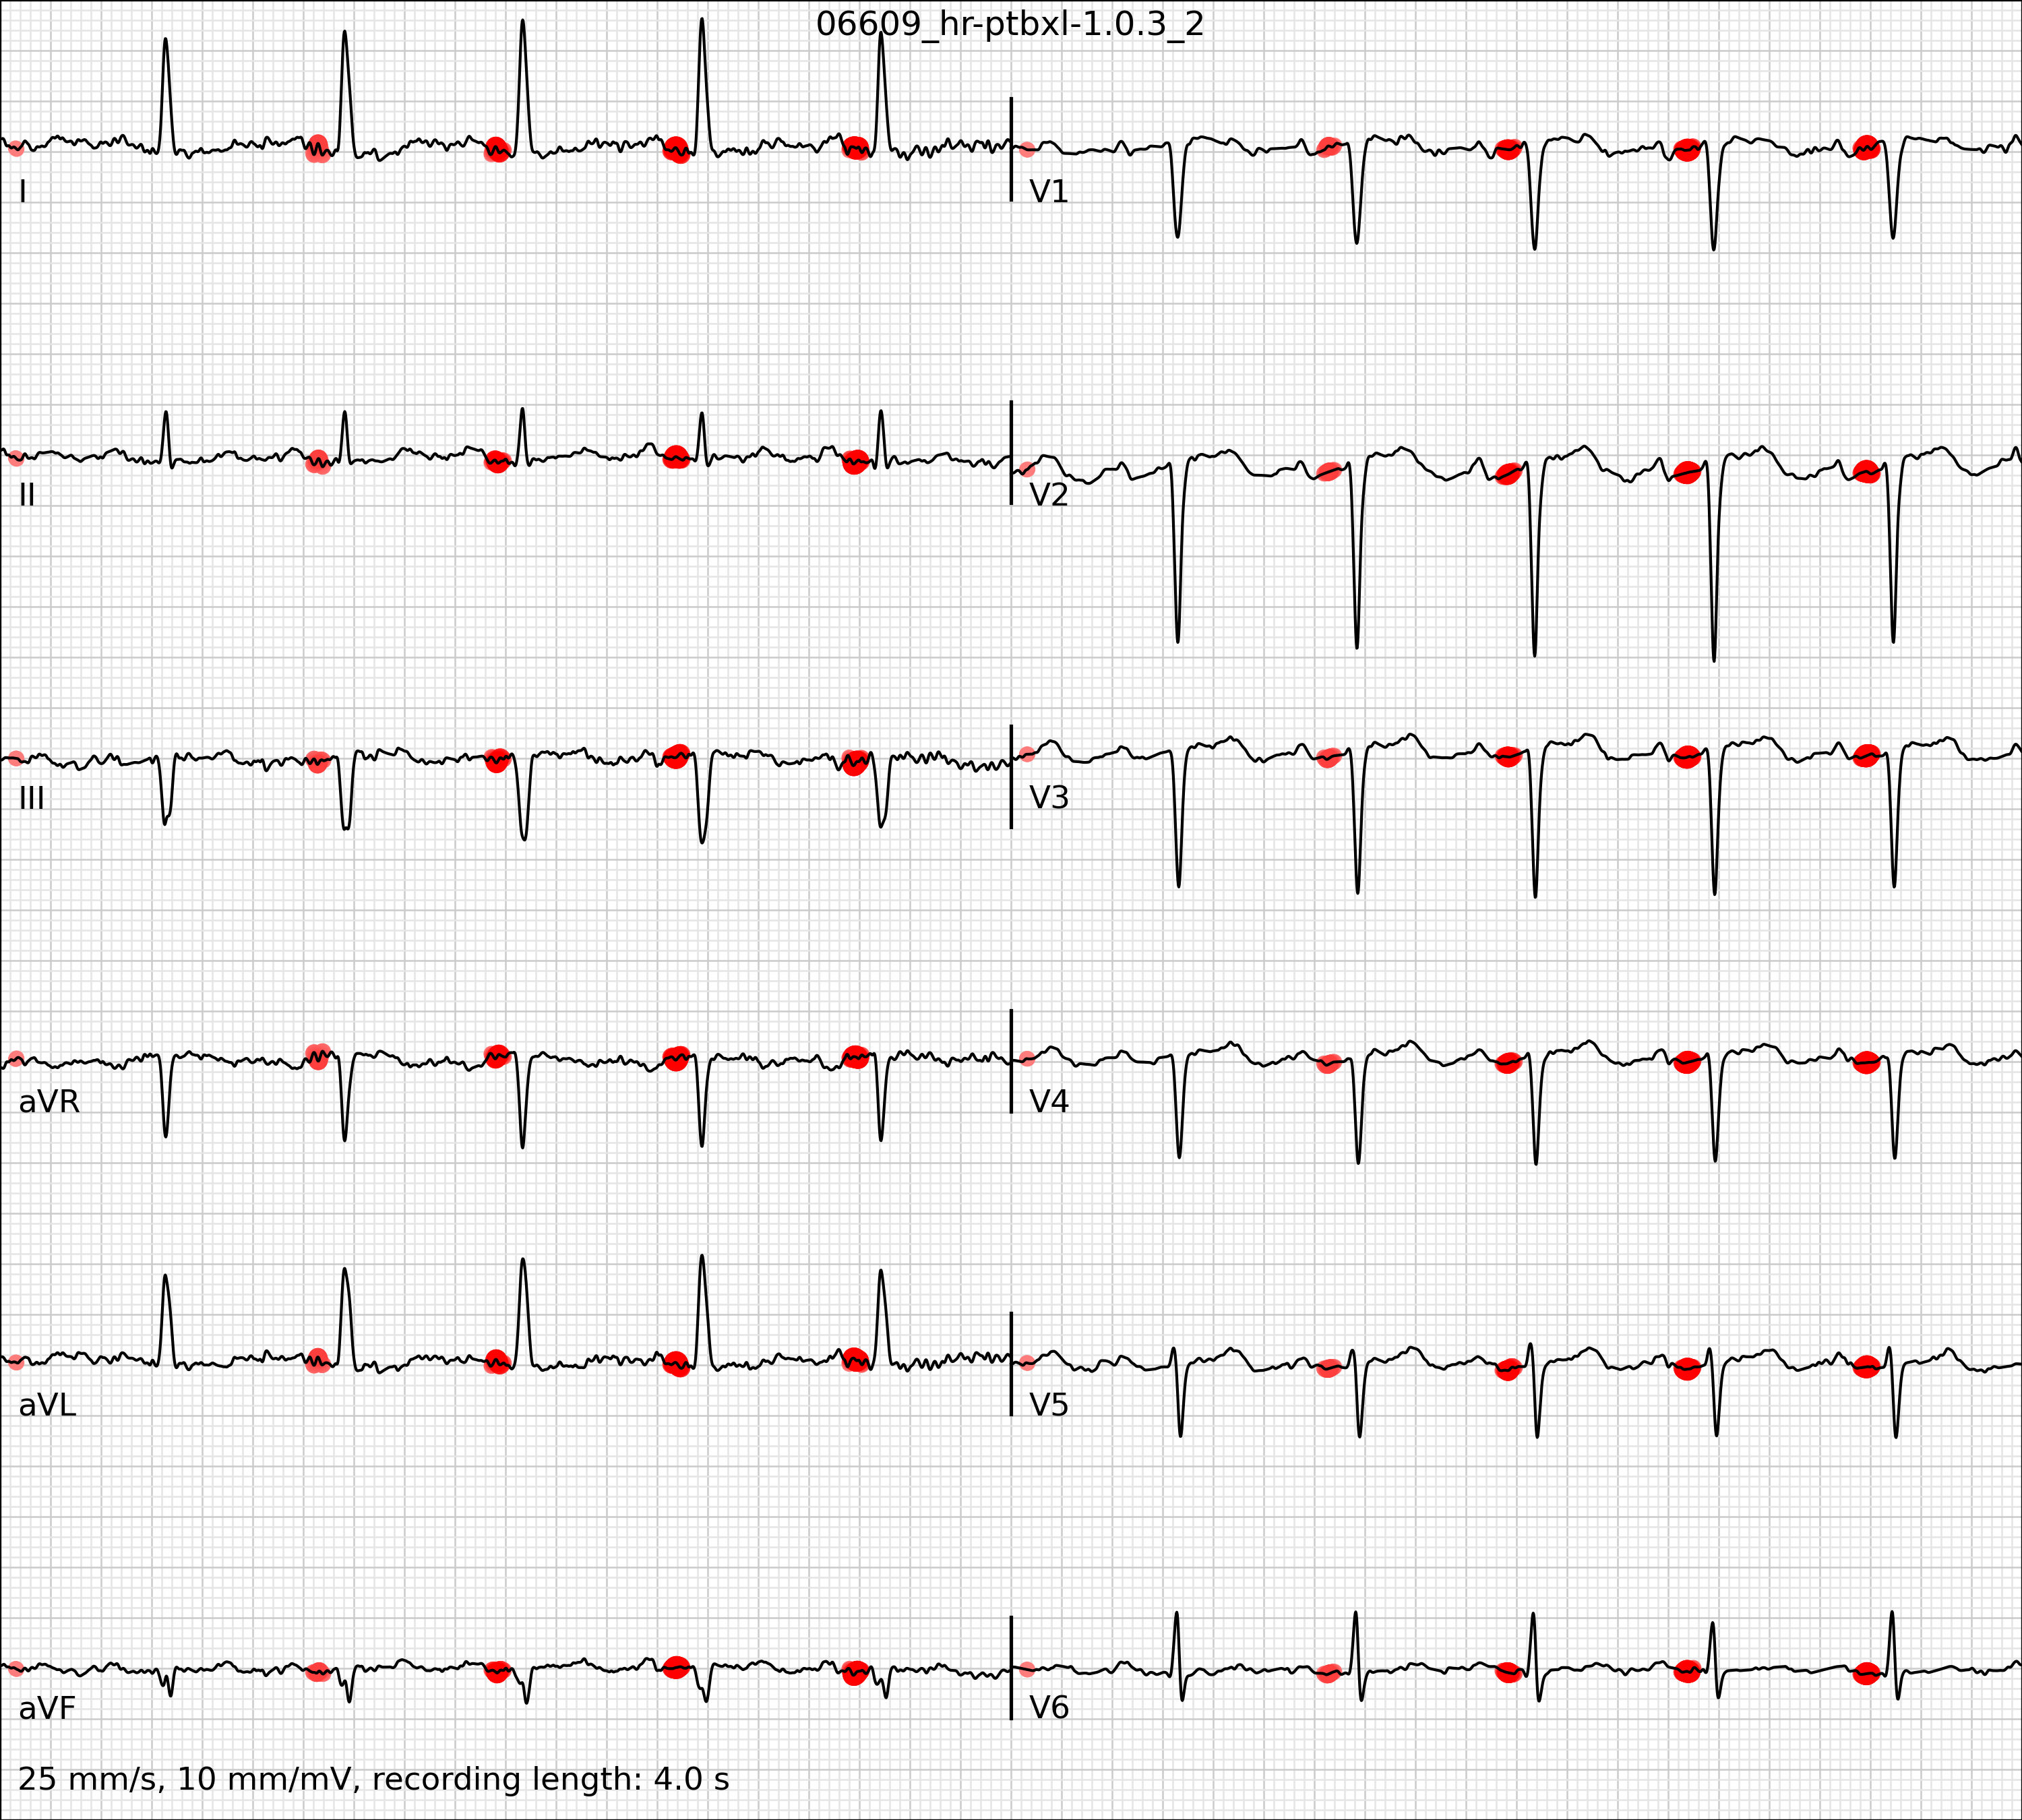 06609_hr-ptbxl-1.0.3_2
I
V1
II
V2
III
V3
aVR
V4
aVL
V5
aVF
V6
25 mm/s, 10 mm/mV, recording length: 4.0 s